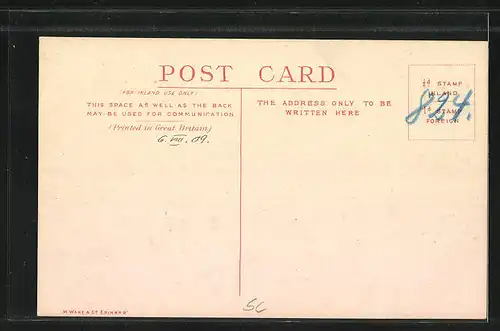 POST CARD
(FOR INLAND USE ONLY)
THIS SPACE AS WELL AS THE BACK
MAY BE USED FOR COMMUNICATION
(Printed in Great Britain)
6. VIII. 09.
THE ADDRESS ONLY TO BE
WRITTEN HERE
½d STAMP
INLAND
1d STAMP
FOREIGN
824.
SC